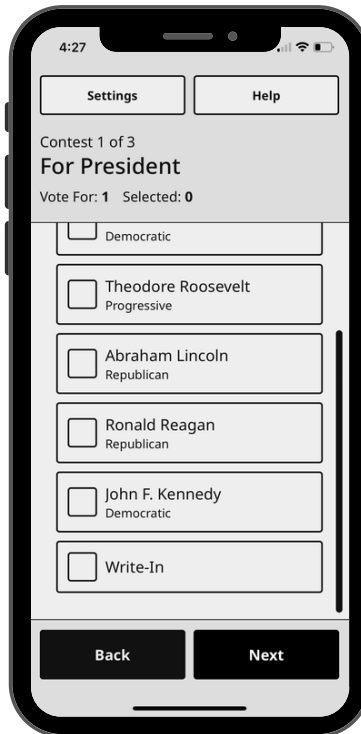 4:27
Settings
Help
Contest 1 of 3
For President
Vote For: 1 Selected: 0
Democratic
Theodore Roosevelt
Progressive
Abraham Lincoln
Republican
Ronald Reagan
Republican
John F. Kennedy
Democratic
Write-In
Back
Next